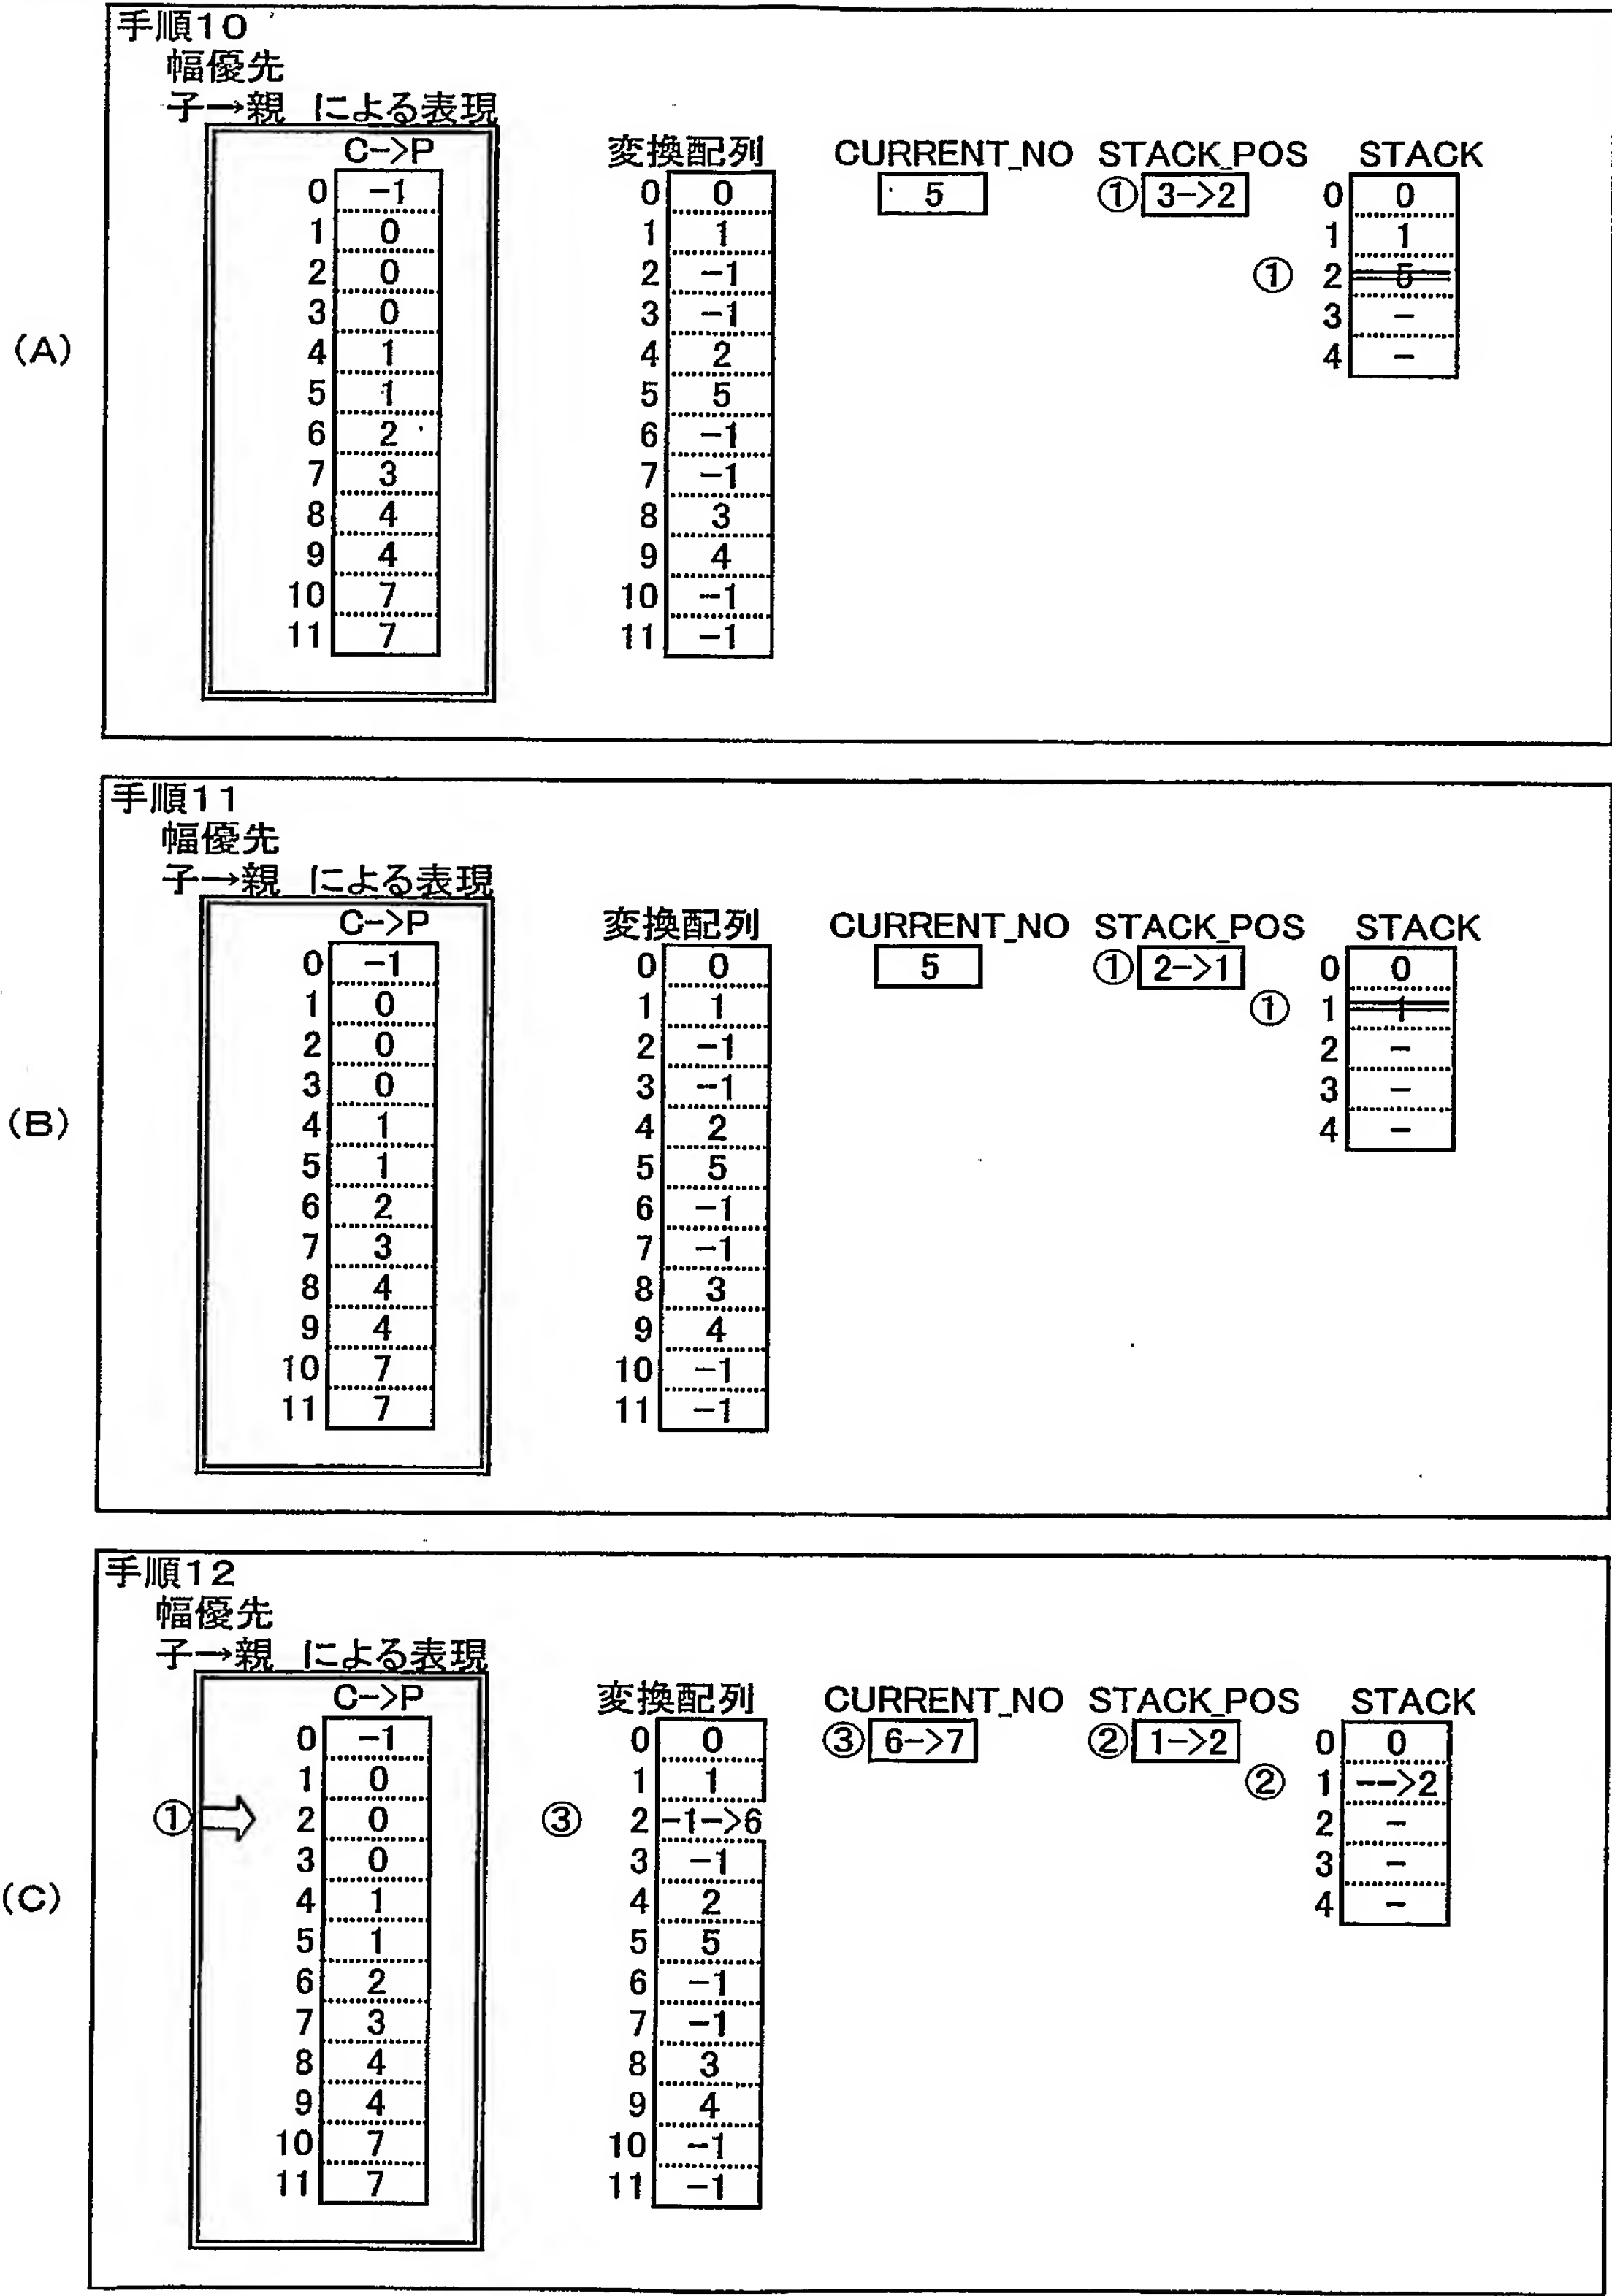 手順10
幅優先
子→親 による表現
C->P 変換配列 CURRENT_NO STACK_POS STACK
0 -1 0 0 5 ① 3->2 0 0
1 0 1 1 1 1
2 0 2 -1 ① 2 5
3 0 3 -1 3 -
(A) 4 1 4 2 4 -
5 1 5 5
6 2 6 -1
7 3 7 -1
8 4 8 3
9 4 9 4
10 7 10 -1
11 7 11 -1
手順11
幅優先
子→親 による表現
C->P 変換配列 CURRENT_NO STACK_POS STACK
0 -1 0 0 5 ① 2->1 0 0
1 0 1 1 ① 1 1
2 0 2 -1 2 -
3 0 3 -1 3 -
(B) 4 1 4 2 4 -
5 1 5 5
6 2 6 -1
7 3 7 -1
8 4 8 3
9 4 9 4
10 7 10 -1
11 7 11 -1
手順12
幅優先
子→親 による表現
C->P 変換配列 CURRENT_NO STACK_POS STACK
0 -1 0 0 ③ 6->7 ② 1->2 0 0
1 0 1 1 ② 1 -->2
① 2 0 ③ 2 -1->6 2 -
3 0 3 -1 3 -
(C) 4 1 4 2 4 -
5 1 5 5
6 2 6 -1
7 3 7 -1
8 4 8 3
9 4 9 4
10 7 10 -1
11 7 11 -1